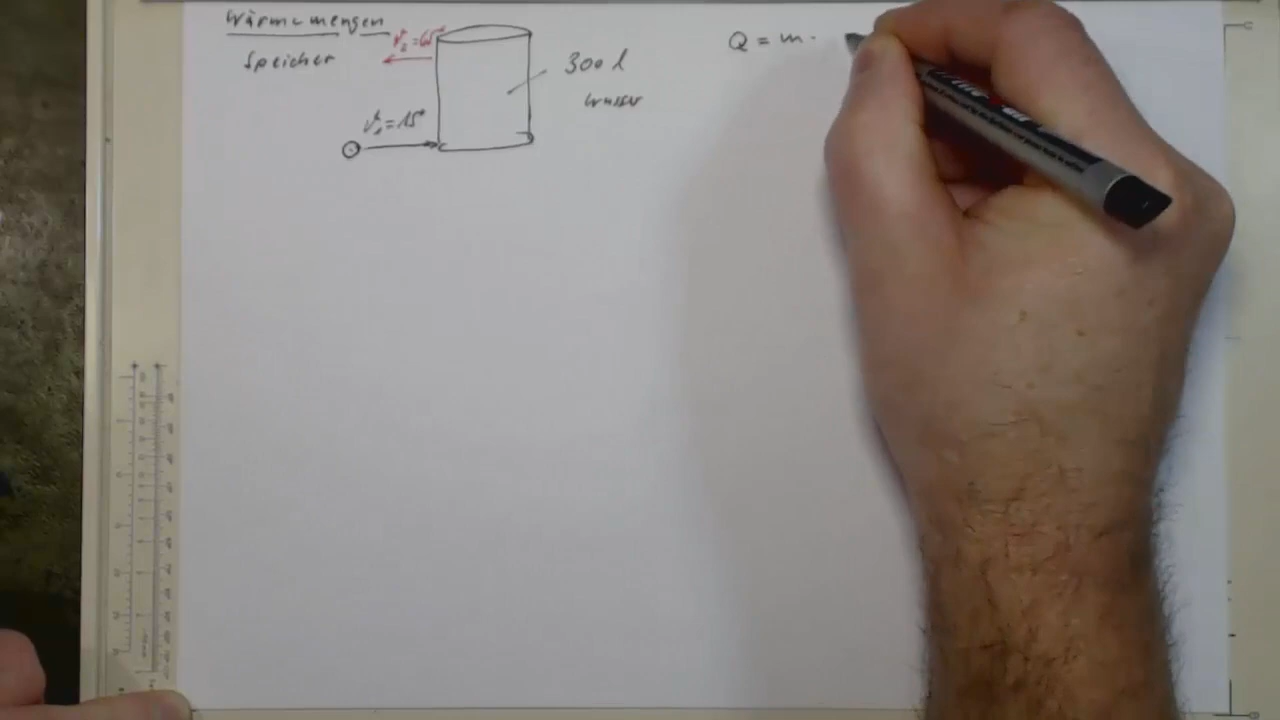 Wärmemengen
Speicher
ϑ₂=65°
300 l
Wasser
ϑ₁=15°
Q = m ·